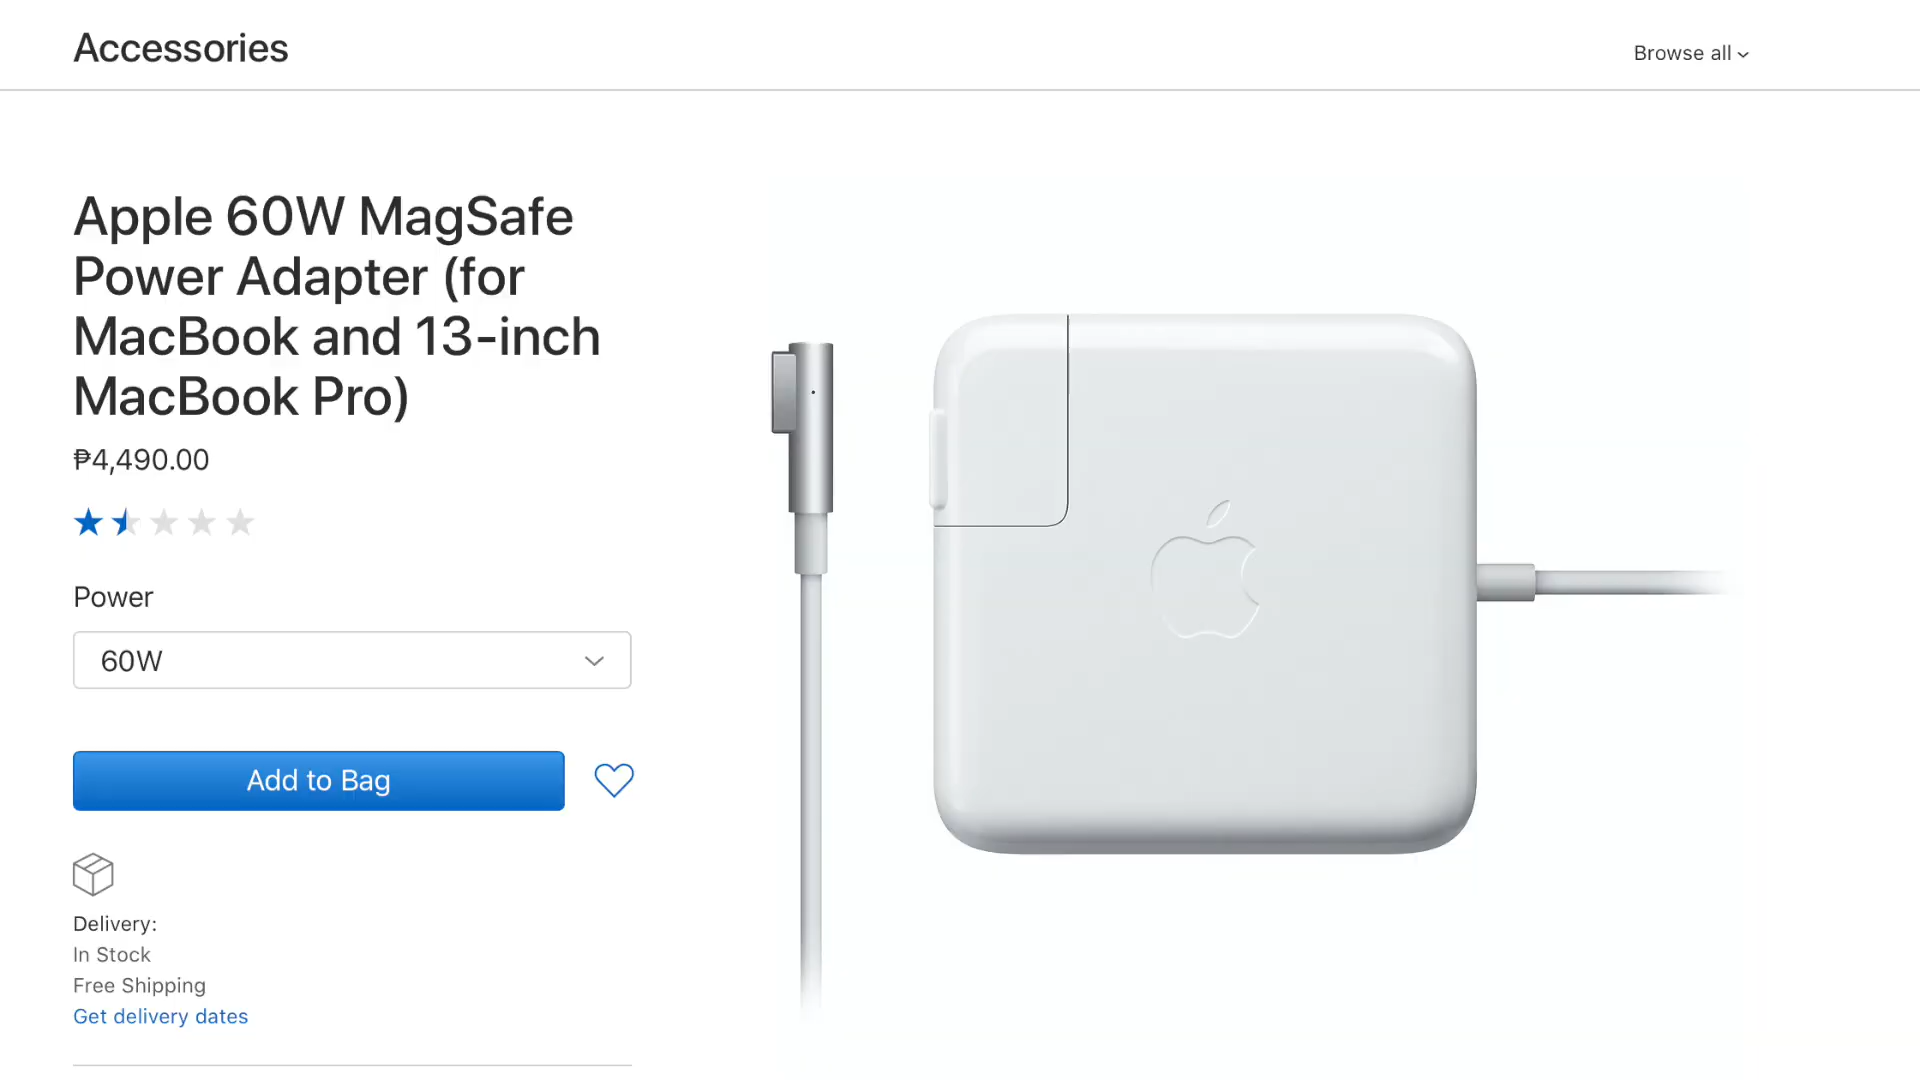 Accessories
Browse all
Apple 60W MagSafe
Power Adapter (for
MacBook and 13-inch
MacBook Pro)
₱4,490.00
Power
60W
Add to Bag
Delivery:
In Stock
Free Shipping
Get delivery dates